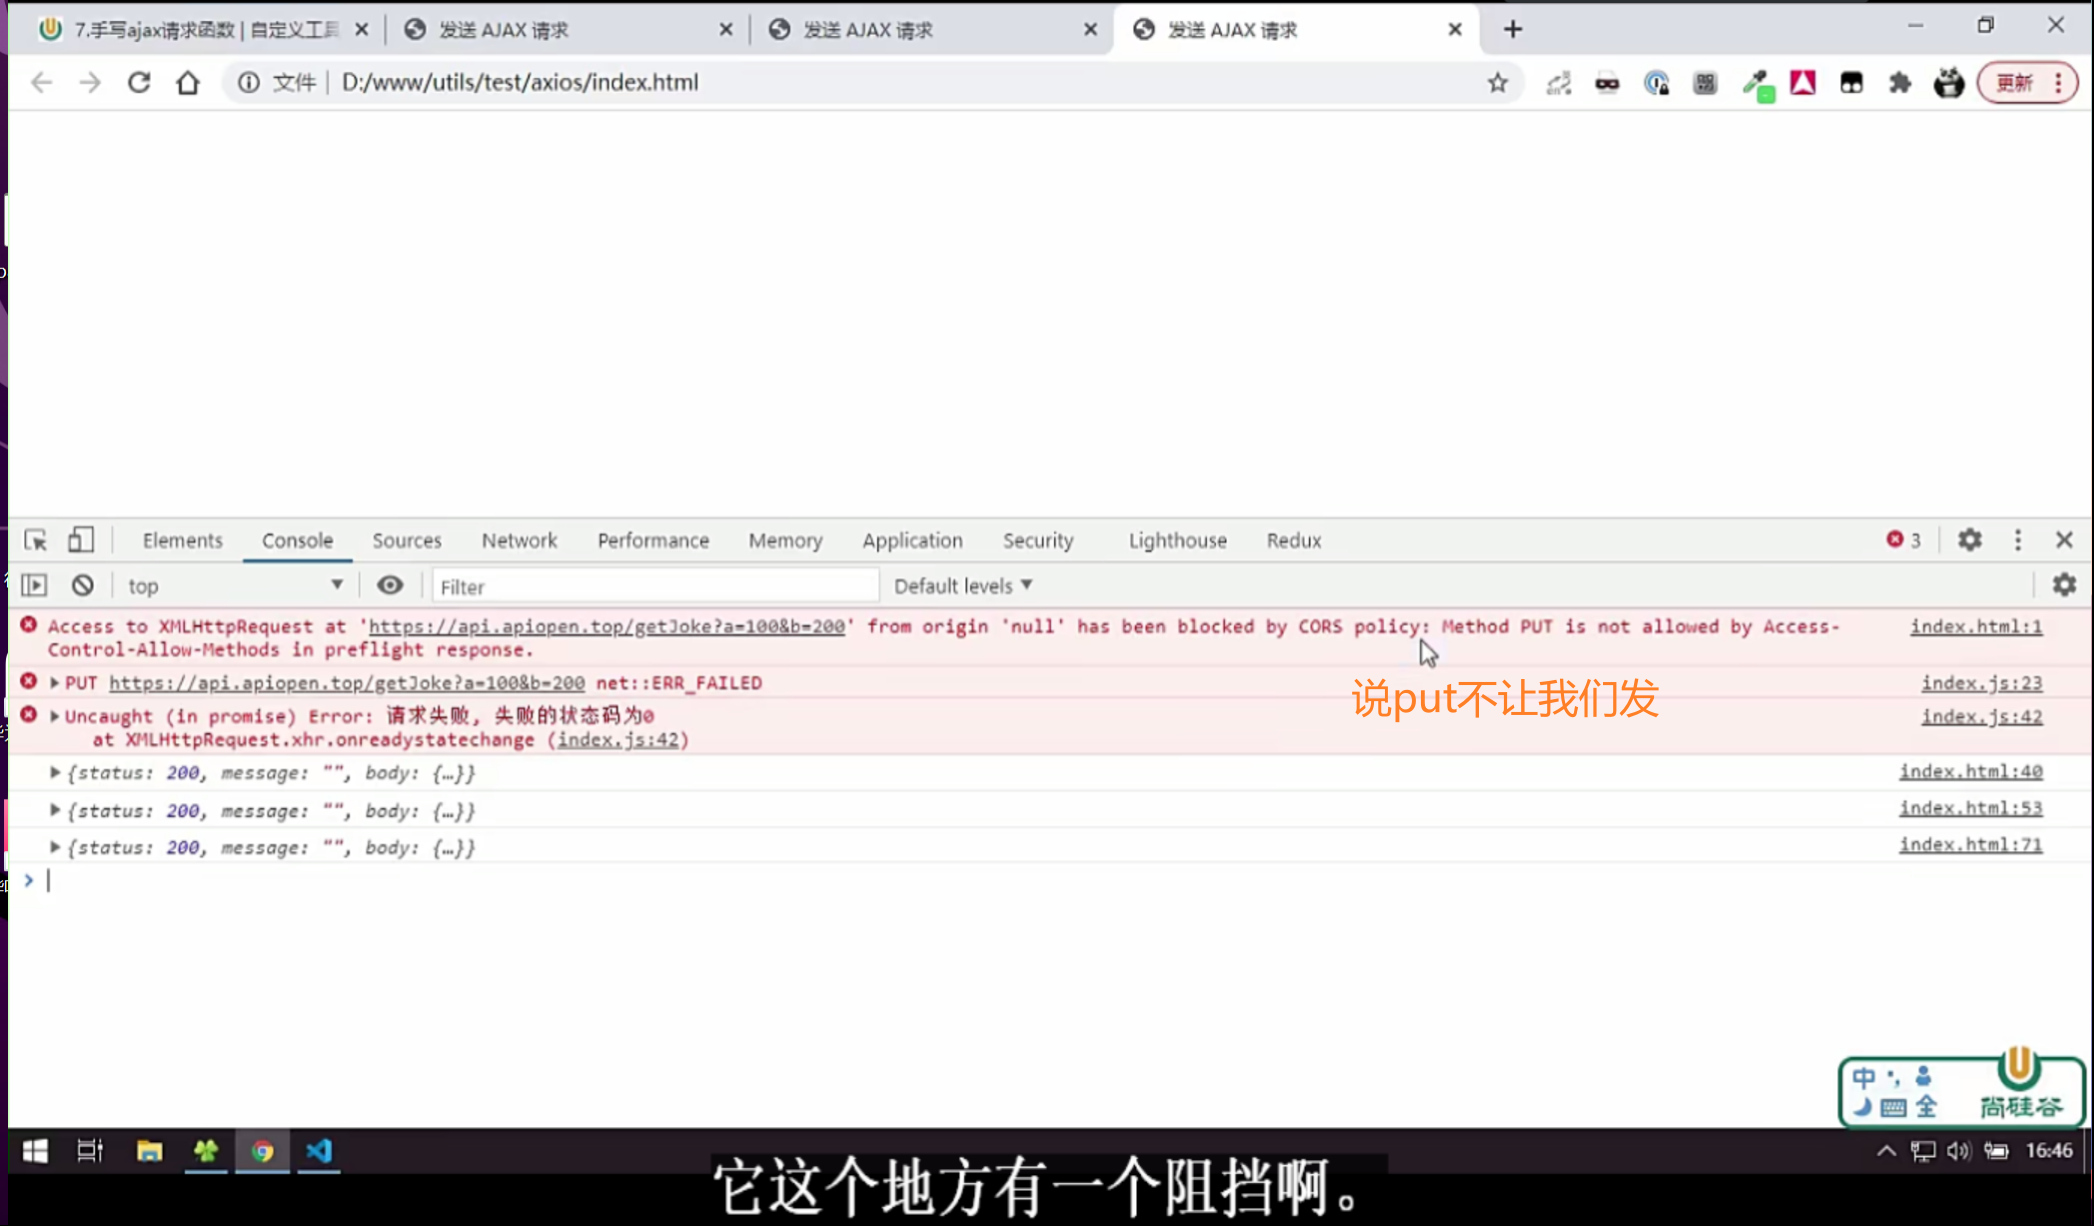 7.手写ajax请求函数 | 自定义工具
发送 AJAX 请求
发送 AJAX 请求
发送 AJAX 请求
文件 | D:/www/utils/test/axios/index.html
更新
Elements Console Sources Network Performance Memory Application Security Lighthouse Redux 3
top Filter Default levels
Access to XMLHttpRequest at 'https://api.apiopen.top/getJoke?a=100&b=200' from origin 'null' has been blocked by CORS policy: Method PUT is not allowed by Access- index.html:1
Control-Allow-Methods in preflight response.
PUT https://api.apiopen.top/getJoke?a=100&b=200 net::ERR_FAILED index.js:23
说put不让我们发
Uncaught (in promise) Error: 请求失败, 失败的状态码为0 index.js:42
at XMLHttpRequest.xhr.onreadystatechange (index.js:42)
{status: 200, message: "", body: {…}} index.html:40
{status: 200, message: "", body: {…}} index.html:53
{status: 200, message: "", body: {…}} index.html:71
中
全 尚硅谷
16:46
它这个地方有一个阻挡啊。